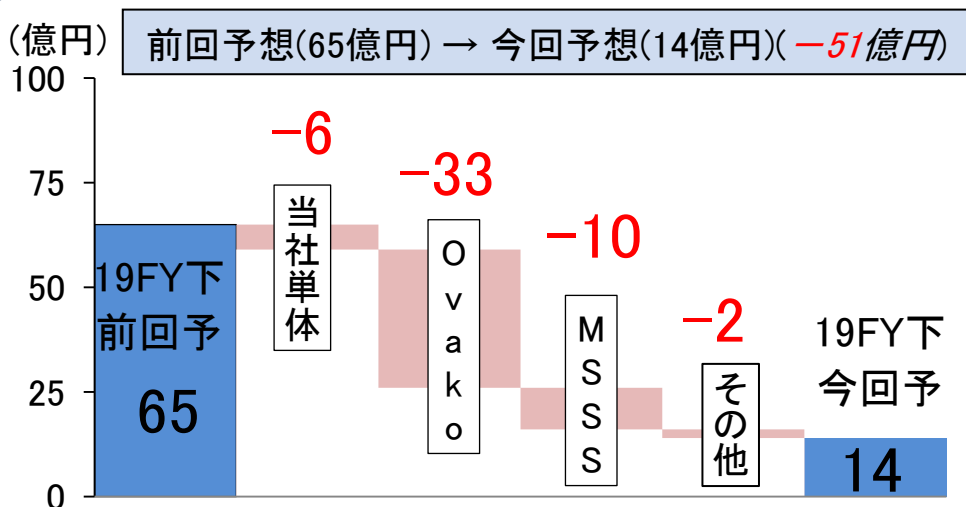 (億円)
前回予想(65億円) → 今回予想(14億円)(－51億円)
100
75
50
25
0
－6
－33
－10
－2
当社単体
Ovako
MSSS
その他
19FY下
前回予
65
19FY下
今回予
14